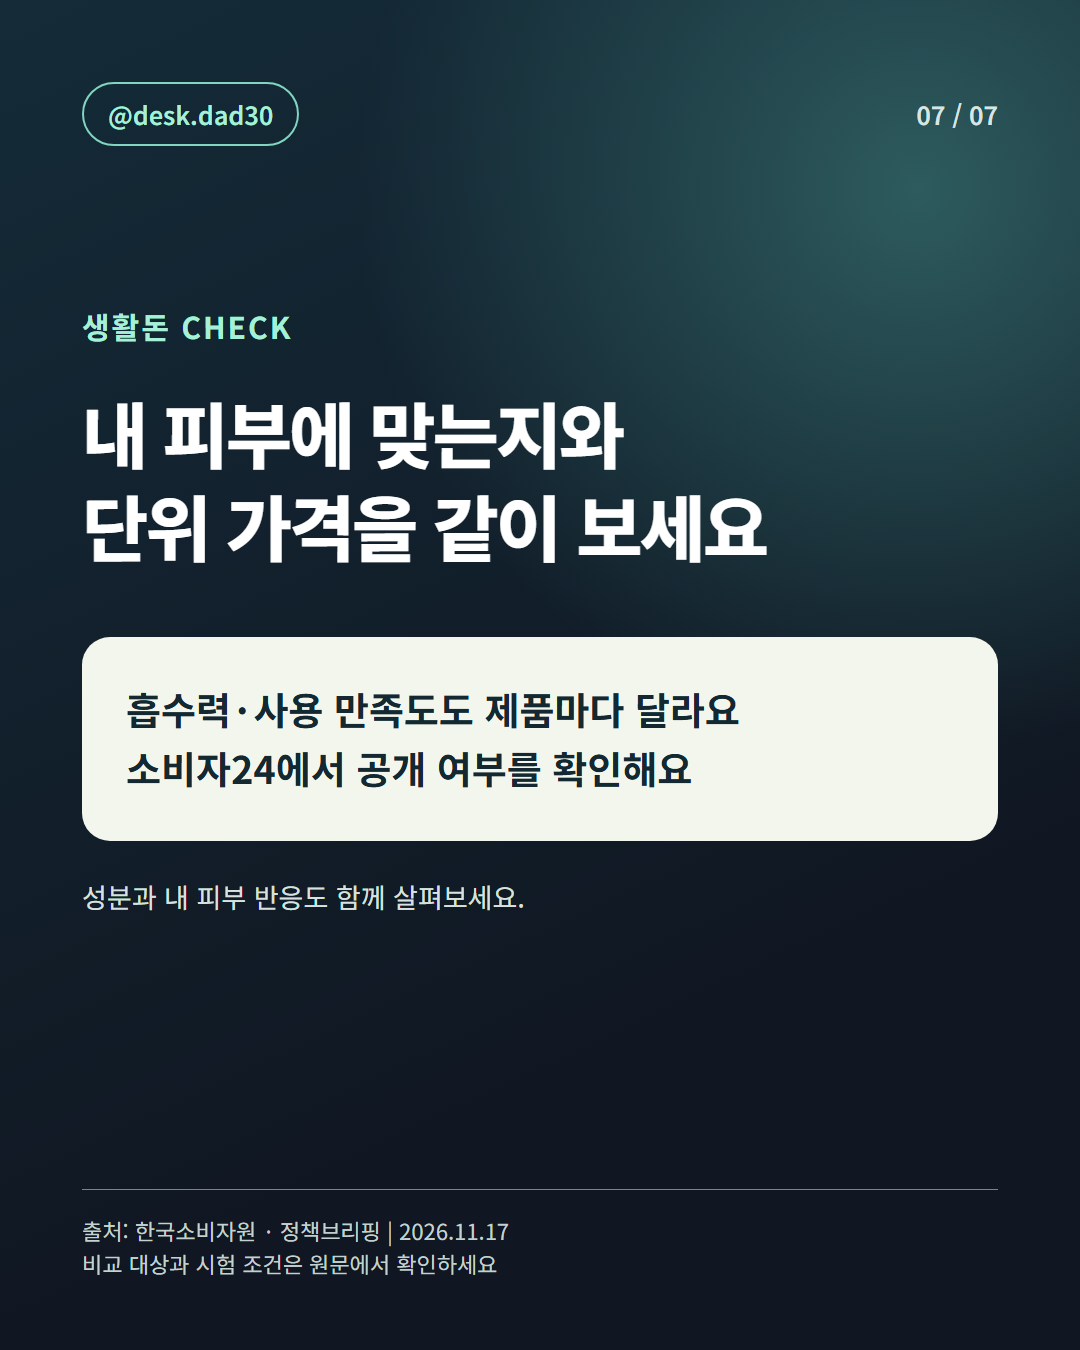 @desk.dad30
07 / 07
생활돈 CHECK
내 피부에 맞는지와
단위 가격을 같이 보세요
흡수력·사용 만족도도 제품마다 달라요
소비자24에서 공개 여부를 확인해요
성분과 내 피부 반응도 함께 살펴보세요.
출처: 한국소비자원 · 정책브리핑 | 2026.11.17
비교 대상과 시험 조건은 원문에서 확인하세요